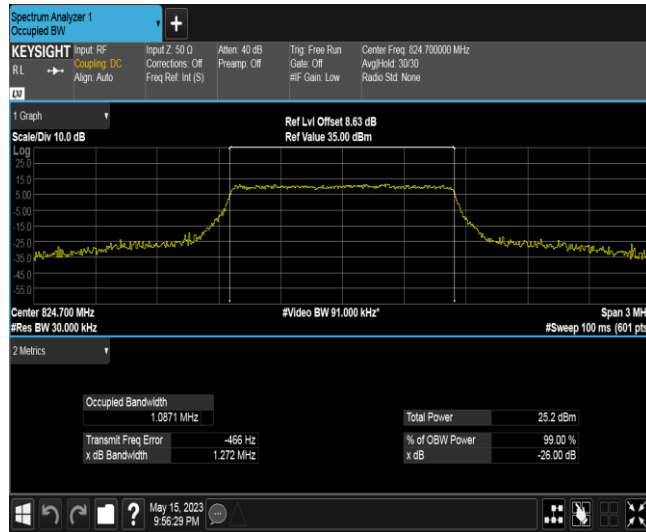 Spectrum Analyzer 1
Occupied BW
+
KEYSIGHT
Input: RF
Input Z: 50 Ω
Atten: 40 dB
Trig: Free Run
Center Freq: 824.700000 MHz
RL
Coupling: DC
Corrections: Off
Preamp: Off
Gate: Off
Avg|Hold: 30/30
Align: Auto
Freq Ref: Int (S)
#IF Gain: Low
Radio Std: None
LXI
1 Graph
Ref Lvl Offset 8.63 dB
Scale/Div 10.0 dB
Ref Value 35.00 dBm
Log
25.0
15.0
5.00
-5.00
-15.0
-25.0
-35.0
-45.0
-55.0
Center 824.700 MHz
#Video BW 91.000 kHz*
Span 3 MH
#Res BW 30.000 kHz
#Sweep 100 ms (601 pts
2 Metrics
Occupied Bandwidth
1.0871 MHz
Total Power
25.2 dBm
Transmit Freq Error
-466 Hz
% of OBW Power
99.00 %
x dB Bandwidth
1.272 MHz
x dB
-26.00 dB
?
May 15, 2023
9:56:29 PM